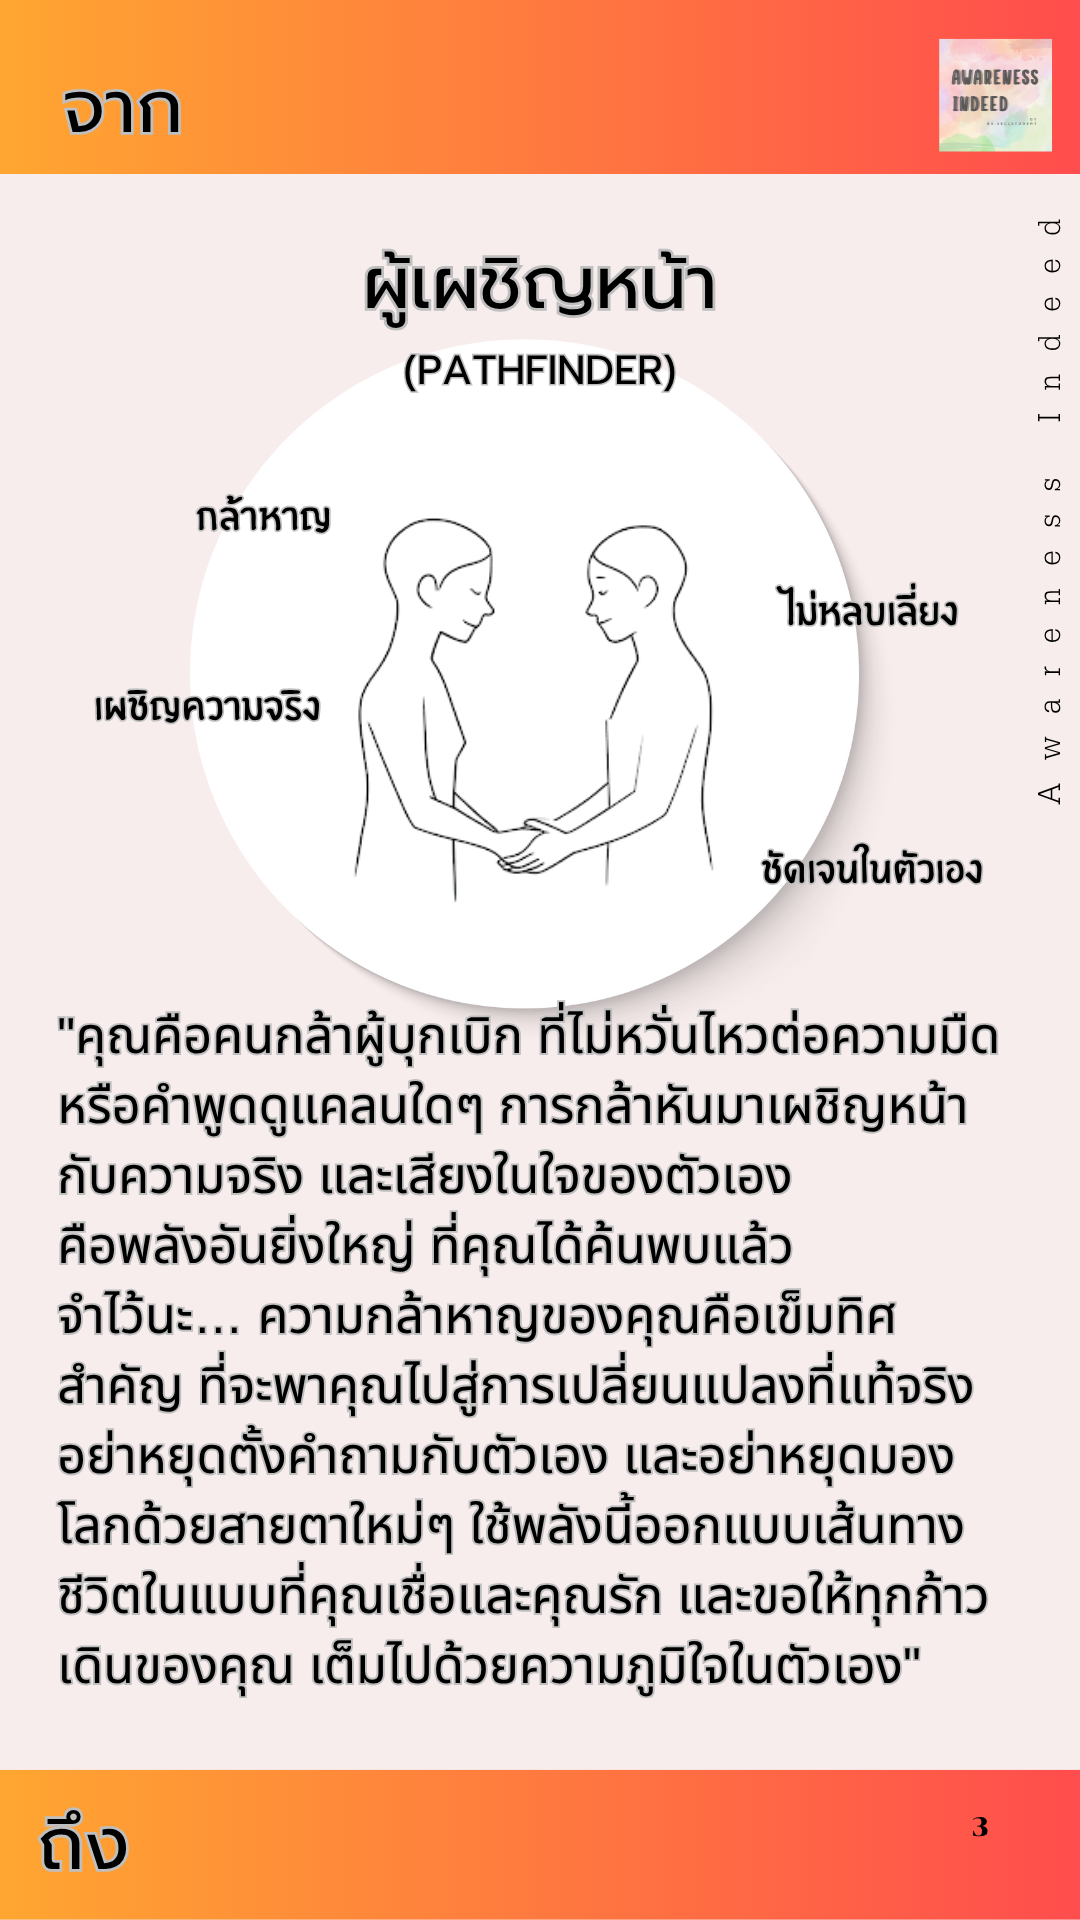 จาก
AWARENESS
INDEED
ผู้เผชิญหน้า
(PATHFINDER)
กล้าหาญ
ไม่หลบเลี่ยง
เผชิญความจริง
ชัดเจนในตัวเอง
Awareness Indeed
"คุณคือคนกล้าผู้บุกเบิก ที่ไม่หวั่นไหวต่อความมืด
หรือคำพูดดูแคลนใดๆ การกล้าหันมาเผชิญหน้า
กับความจริง และเสียงในใจของตัวเอง
คือพลังอันยิ่งใหญ่ ที่คุณได้ค้นพบแล้ว
จำไว้นะ... ความกล้าหาญของคุณคือเข็มทิศ
สำคัญ ที่จะพาคุณไปสู่การเปลี่ยนแปลงที่แท้จริง
อย่าหยุดตั้งคำถามกับตัวเอง และอย่าหยุดมอง
โลกด้วยสายตาใหม่ๆ ใช้พลังนี้ออกแบบเส้นทาง
ชีวิตในแบบที่คุณเชื่อและคุณรัก และขอให้ทุกก้าว
เดินของคุณ เต็มไปด้วยความภูมิใจในตัวเอง"
ถึง
3